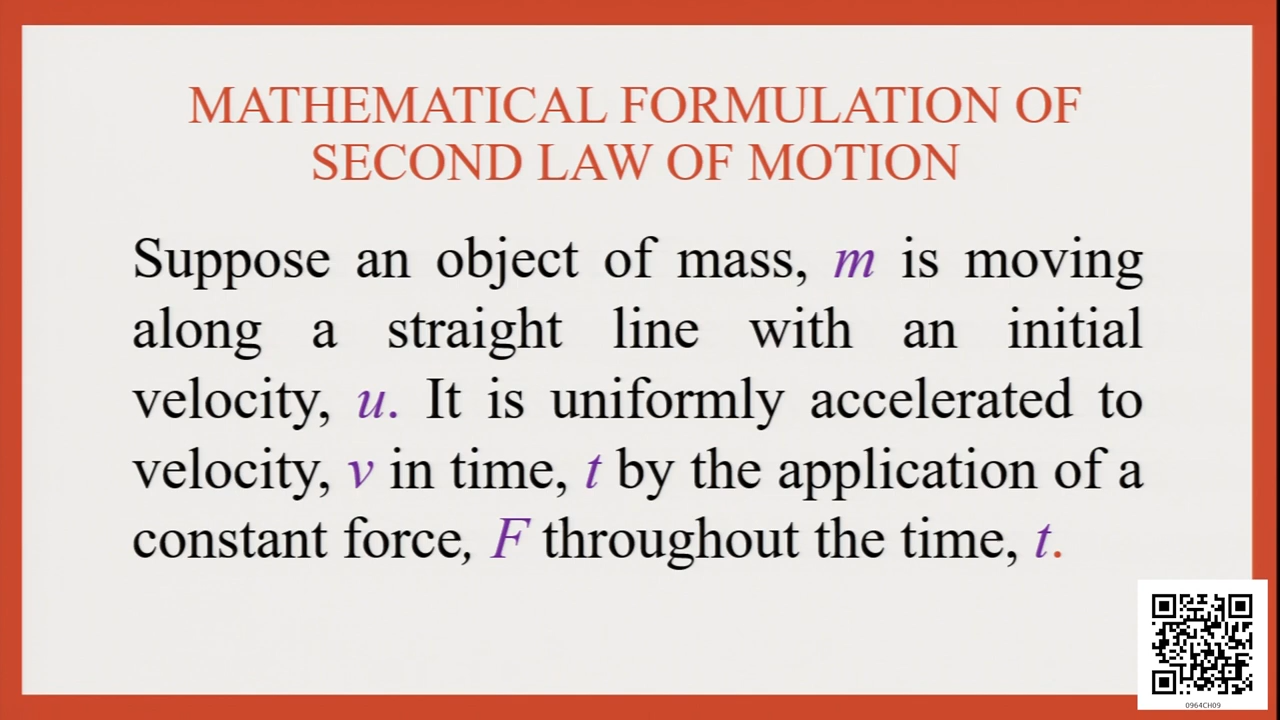 MATHEMATICAL FORMULATION OF
SECOND LAW OF MOTION
Suppose an object of mass, m is moving
along a straight line with an initial
velocity, u. It is uniformly accelerated to
velocity, v in time, t by the application of a
constant force, F throughout the time, t.
0964CH09